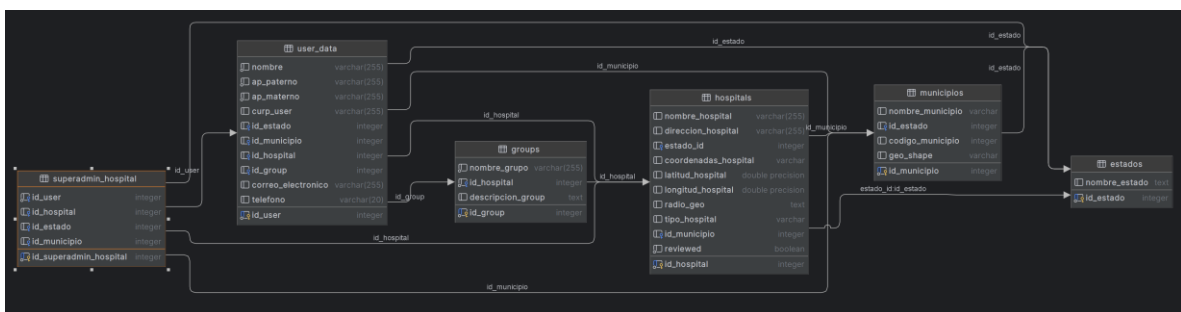 superadmin_hospital
id_user integer
id_hospital integer
id_estado integer
id_municipio integer
id_superadmin_hospital integer
id_user
user_data
nombre varchar(255)
ap_paterno varchar(255)
ap_materno varchar(255)
curp_user varchar(255)
id_estado integer
id_municipio integer
id_hospital integer
id_group integer
correo_electronico varchar(255)
telefono varchar(20)
id_user integer
id_group
id_hospital
id_hospital
id_municipio
groups
nombre_grupo varchar(255)
id_hospital integer
descripcion_group text
id_group integer
id_hospital
id_municipio
id_estado
hospitals
nombre_hospital varchar(255)
direccion_hospital varchar(255)
estado_id integer
coordenadas_hospital varchar
latitud_hospital double precision
longitud_hospital double precision
radio_geo text
tipo_hospital varchar
id_municipio integer
reviewed boolean
id_hospital integer
id_municipio
estado_id:id_estado
municipios
nombre_municipio varchar
id_estado integer
codigo_municipio integer
geo_shape varchar
id_municipio integer
id_estado
id_estado
estados
nombre_estado text
id_estado integer